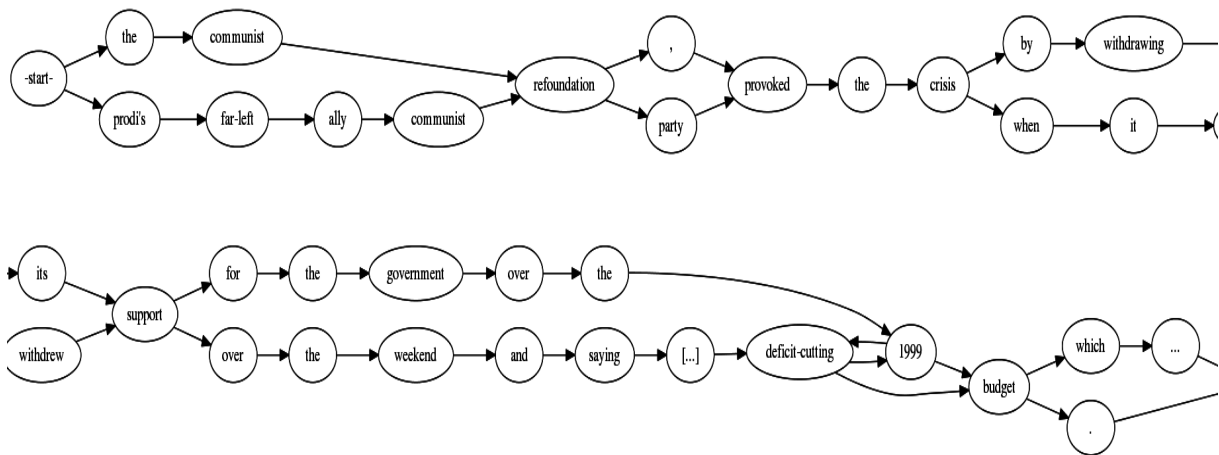 the communist , by withdrawing
-start- refoundation provoked the crisis
prodi's far-left ally communist party when it
its for the government over the
support
withdrew over the weekend and saying [...] deficit-cutting 1999 which ...
budget
.